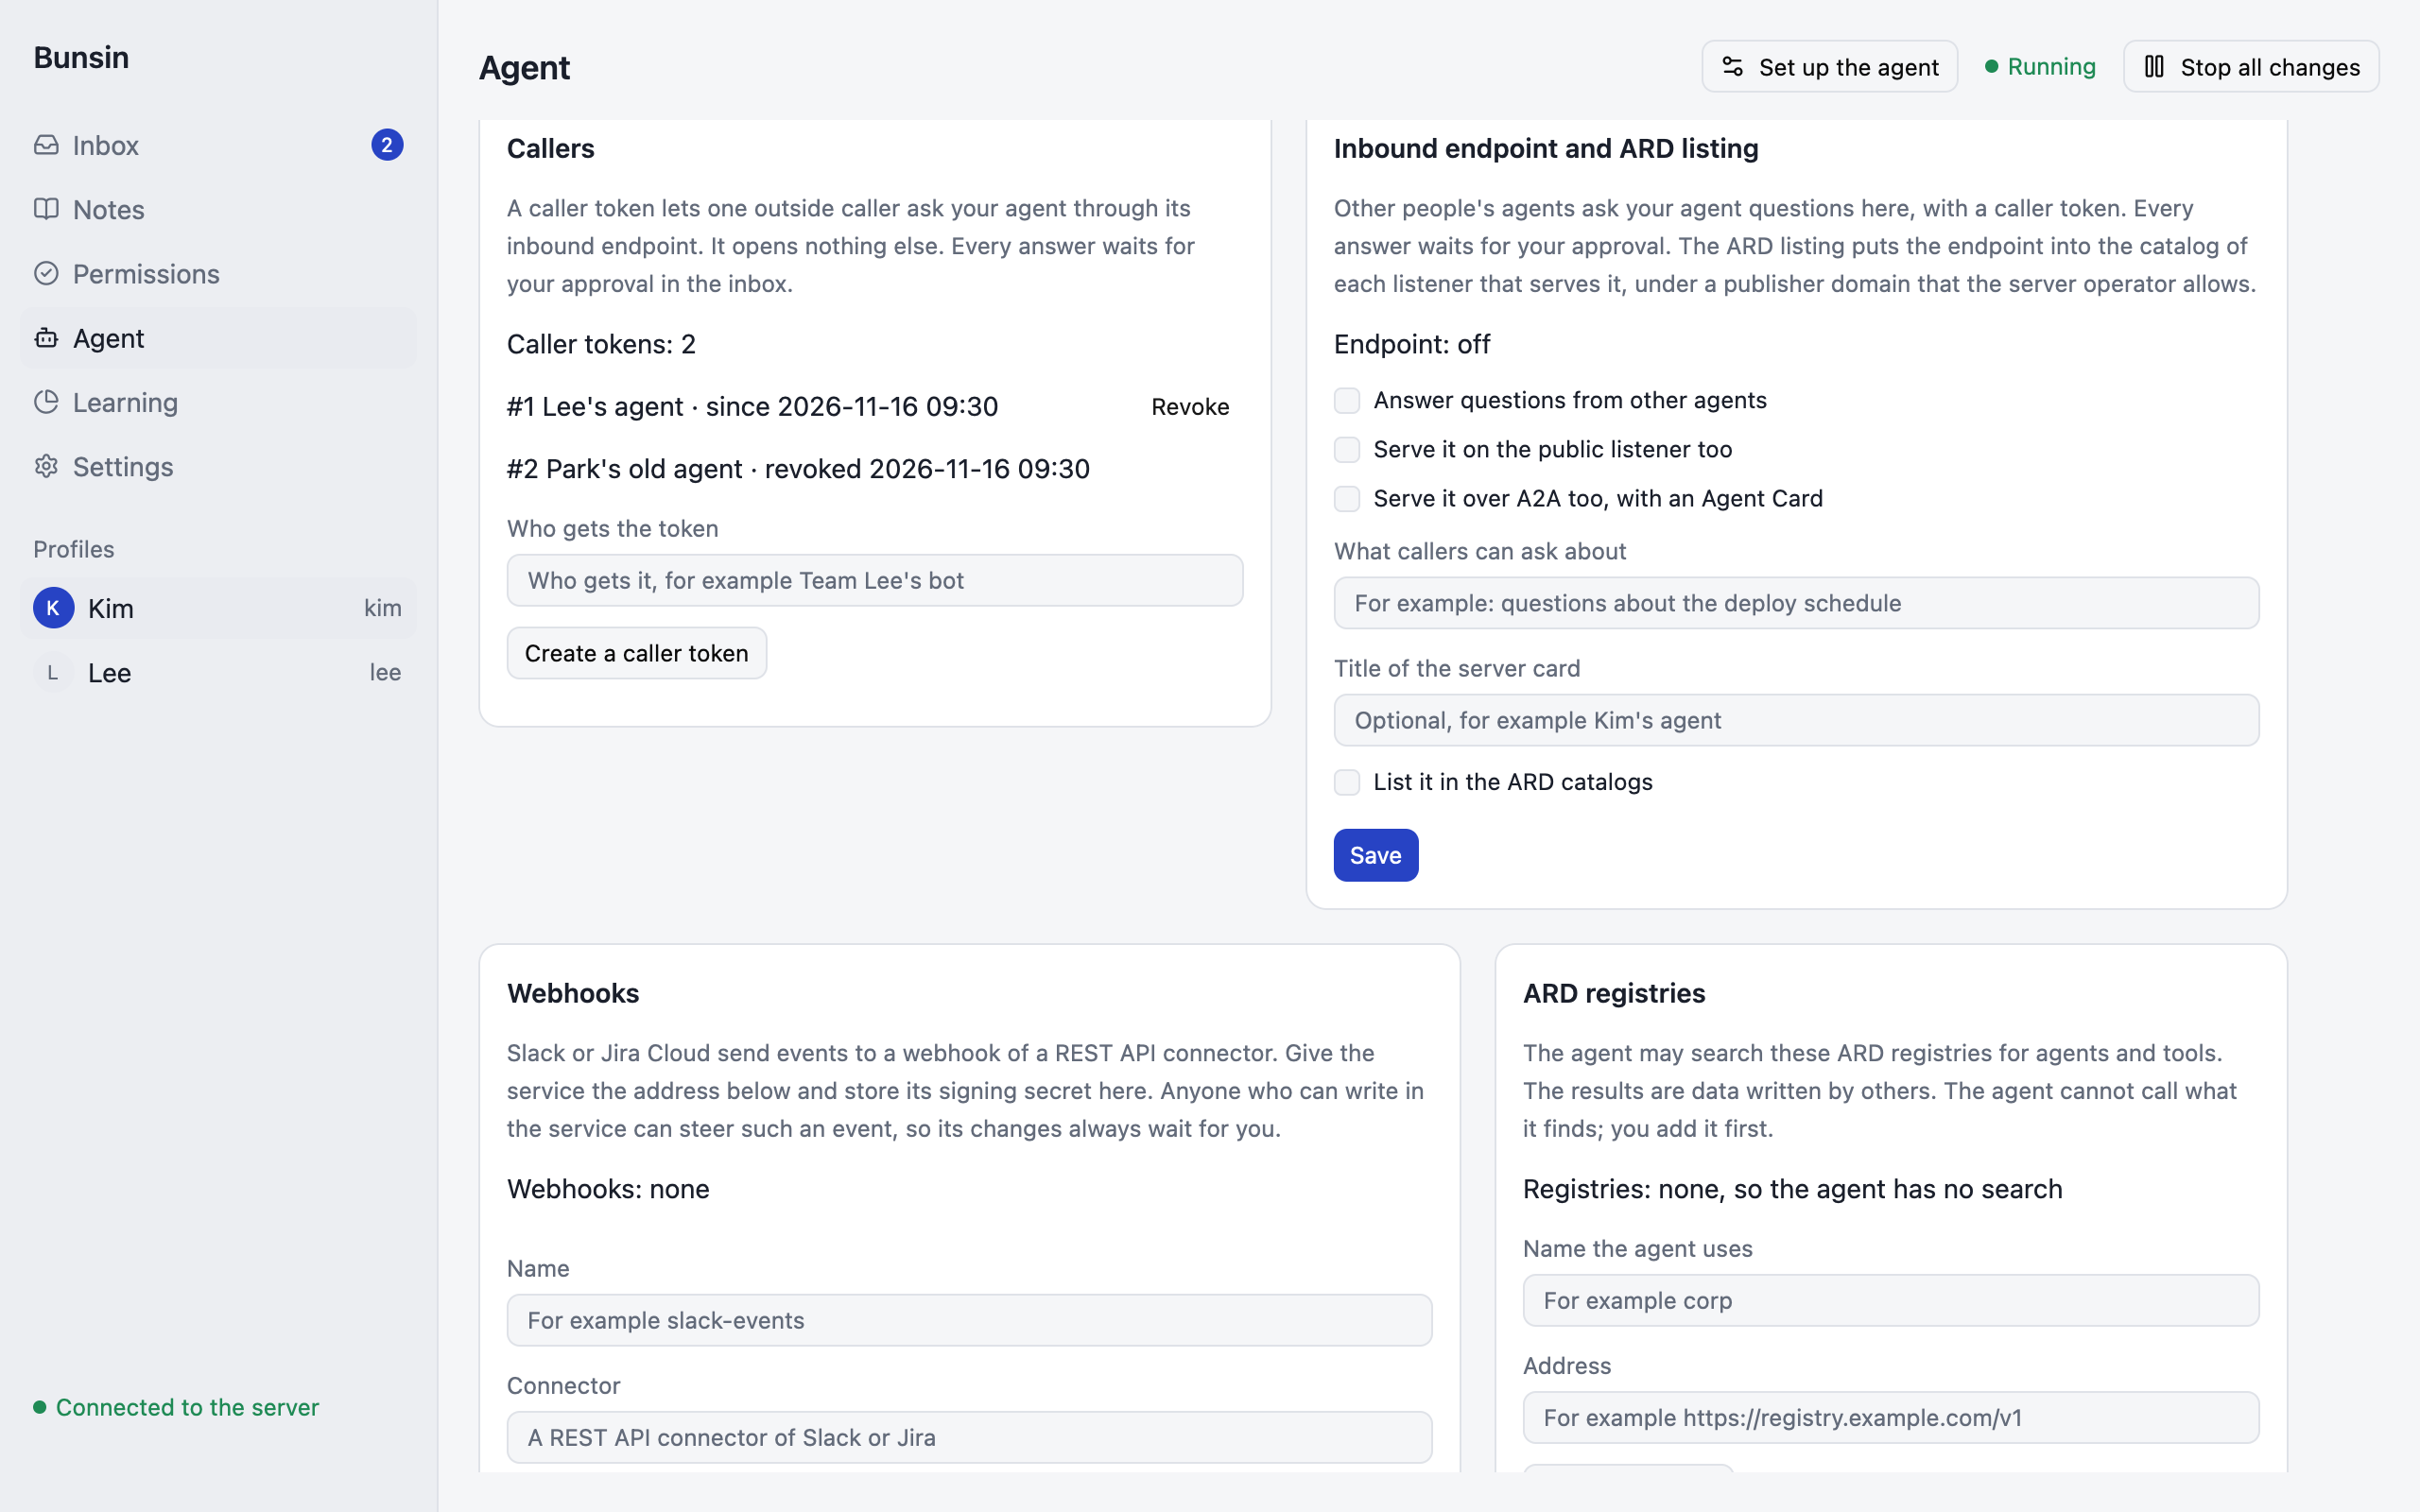 Bunsin
Inbox
2
Notes
Permissions
Agent
Learning
Settings
Profiles
K Kim kim
L Lee lee
Connected to the server
Agent
Set up the agent
Running
Stop all changes
Callers
A caller token lets one outside caller ask your agent through its
inbound endpoint. It opens nothing else. Every answer waits for
your approval in the inbox.
Caller tokens: 2
#1 Lee's agent · since 2026-11-16 09:30 Revoke
#2 Park's old agent · revoked 2026-11-16 09:30
Who gets the token
Who gets it, for example Team Lee's bot
Create a caller token
Inbound endpoint and ARD listing
Other people's agents ask your agent questions here, with a caller token. Every
answer waits for your approval. The ARD listing puts the endpoint into the catalog of
each listener that serves it, under a publisher domain that the server operator allows.
Endpoint: off
Answer questions from other agents
Serve it on the public listener too
Serve it over A2A too, with an Agent Card
What callers can ask about
For example: questions about the deploy schedule
Title of the server card
Optional, for example Kim's agent
List it in the ARD catalogs
Save
Webhooks
Slack or Jira Cloud send events to a webhook of a REST API connector. Give the
service the address below and store its signing secret here. Anyone who can write in
the service can steer such an event, so its changes always wait for you.
Webhooks: none
Name
For example slack-events
Connector
A REST API connector of Slack or Jira
ARD registries
The agent may search these ARD registries for agents and tools.
The results are data written by others. The agent cannot call what
it finds; you add it first.
Registries: none, so the agent has no search
Name the agent uses
For example corp
Address
For example https://registry.example.com/v1